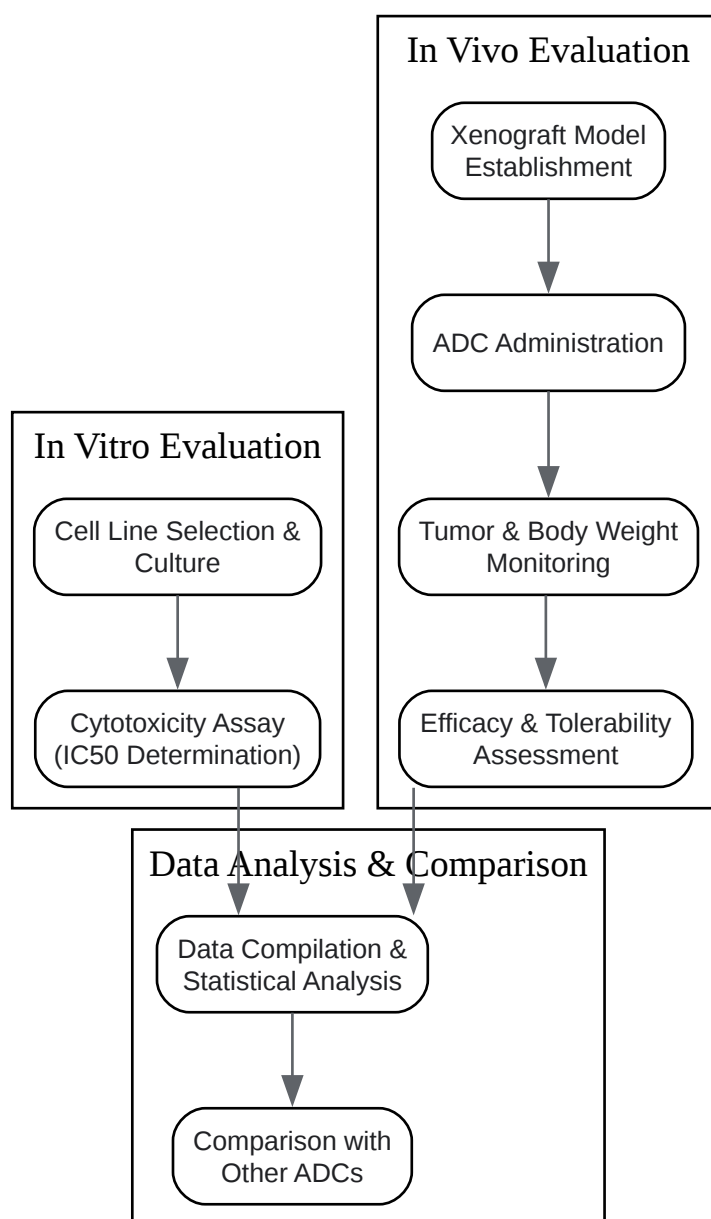 In Vivo Evaluation
Xenograft Model
Establishment
ADC Administration
Tumor & Body Weight
Monitoring
Efficacy & Tolerability
Assessment
In Vitro Evaluation
Cell Line Selection &
Culture
Cytotoxicity Assay
(IC50 Determination)
Data Analysis & Comparison
Data Compilation &
Statistical Analysis
Comparison with
Other ADCs